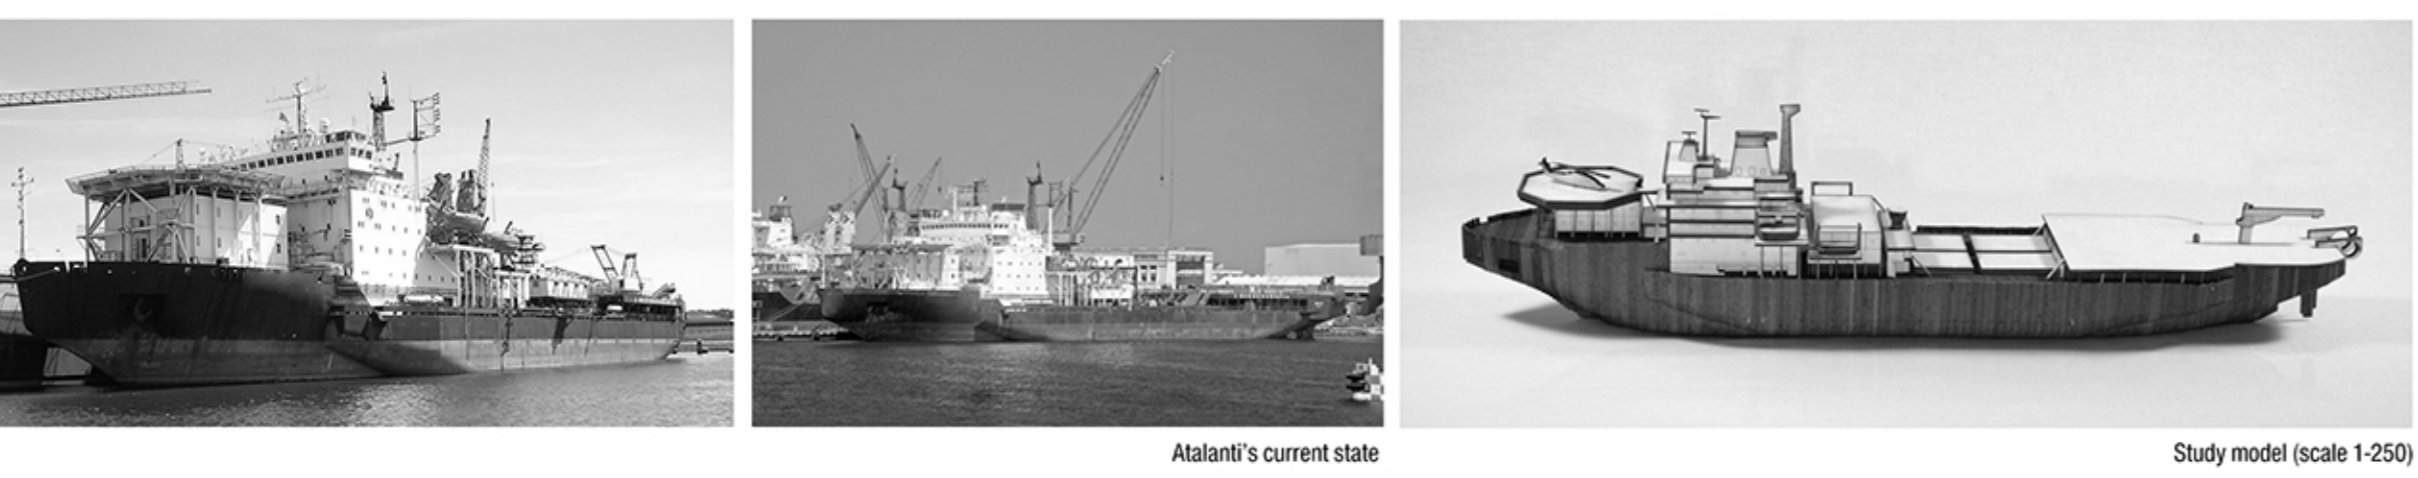 Atalanti's current state
Study model (scale 1-250)